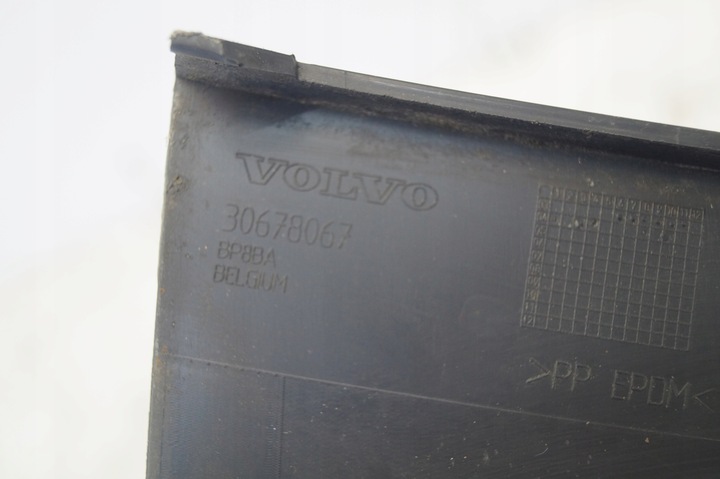 VOLVO
30678067
BP8BA
BELGIUM
>PP EPDM<